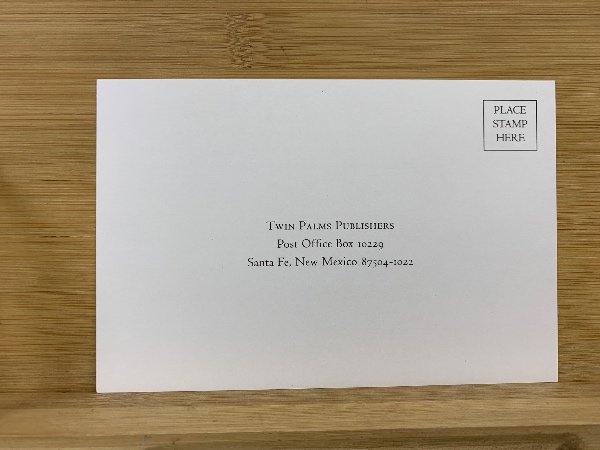 PLACE
STAMP
HERE
Twin Palms Publishers
Post Office Box 10229
Santa Fe, New Mexico 87504-1022